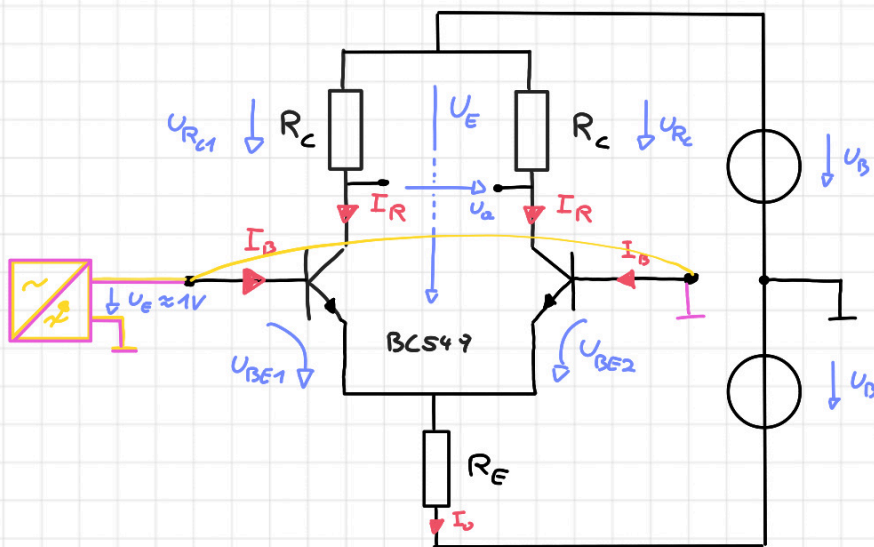 U_RC1
R_C
U_E
R_C
U_RC
U_B
I_R
U_a
I_R
I_B
I_B
U_E ≈ 1V
U_BE1
BC549
U_BE2
U_B
R_E
I_0